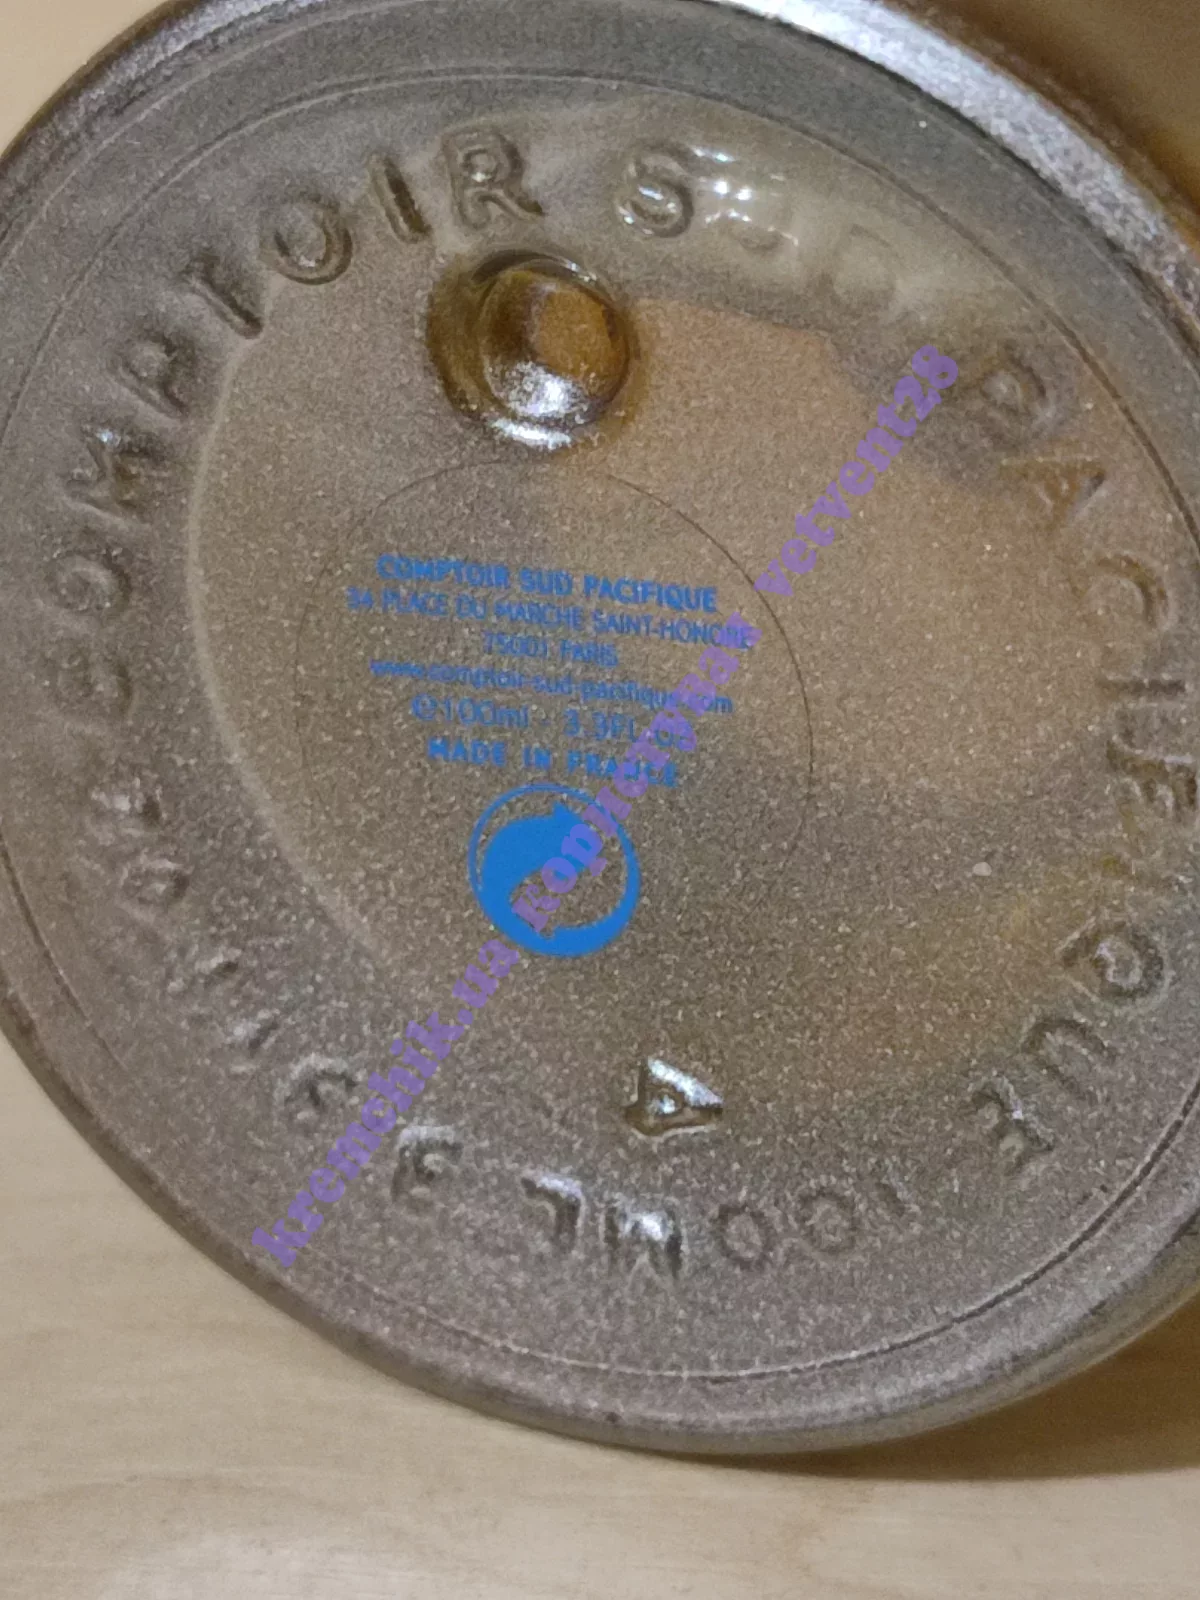 COMPTOIR SUD PACIFIQUE
100ML 3
COMPTOIR SUD PACIFIQUE
34 PLACE DU MARCHE SAINT-HONORE
75001 PARIS
www.comptoir-sud-pacifique.com
℮100ml - 3.3Fl.oz
MADE IN FRANCE
A
kremchik.ua vetvent28